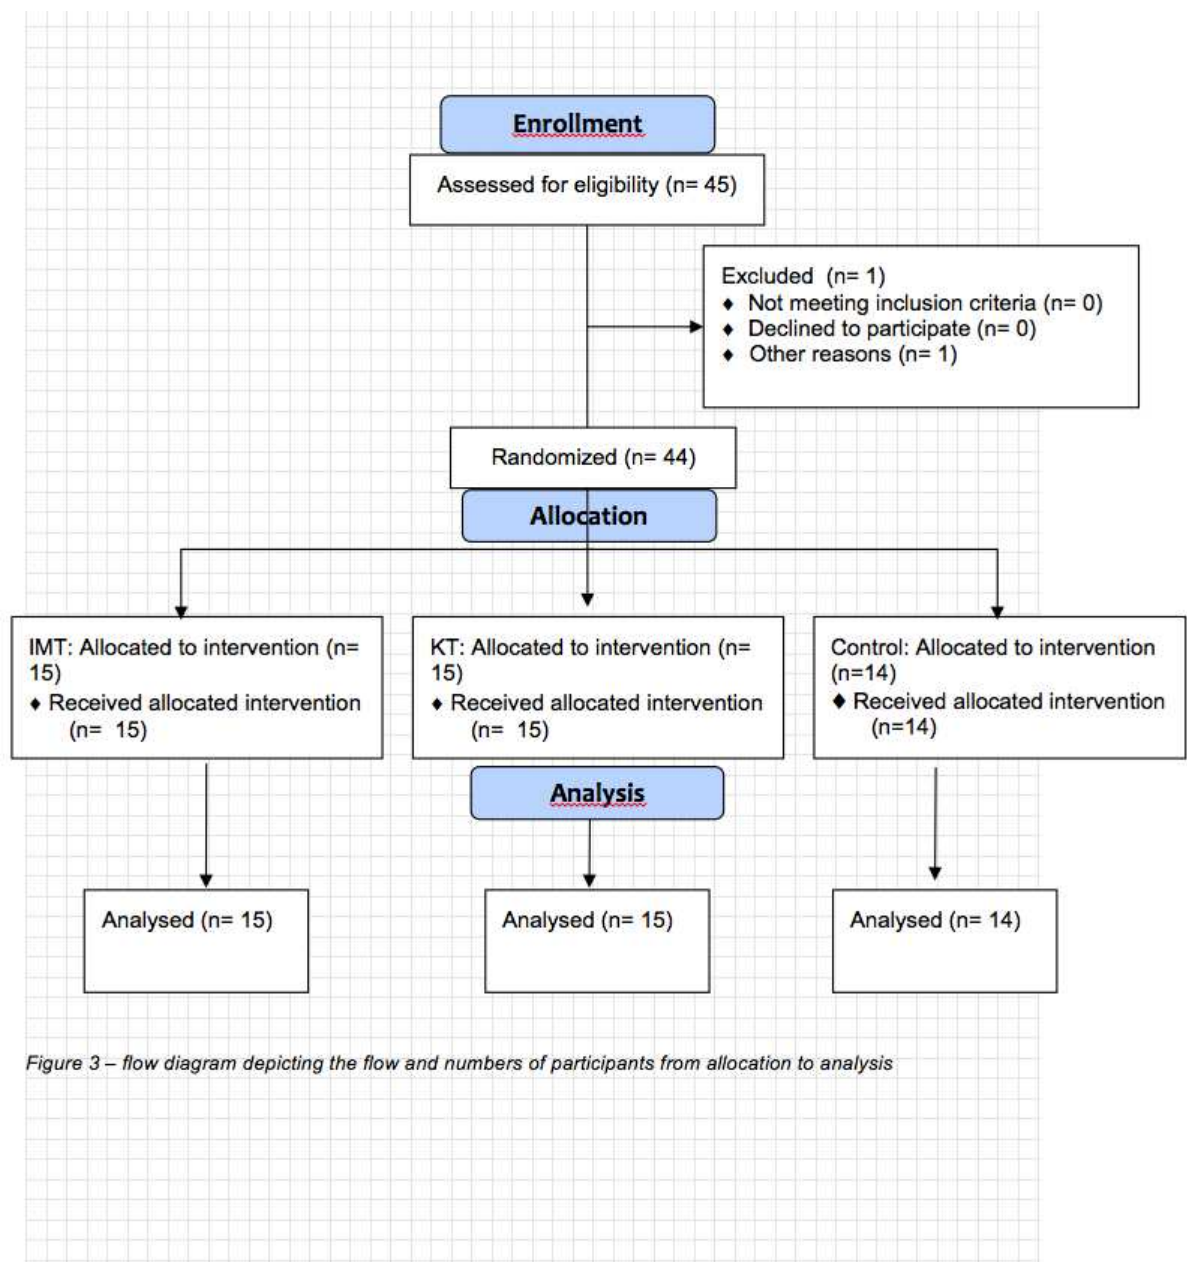 Enrollment
Assessed for eligibility (n= 45)
Excluded  (n= 1)
♦ Not meeting inclusion criteria (n= 0)
♦ Declined to participate (n= 0)
♦ Other reasons (n= 1)
Randomized (n= 44)
Allocation
IMT: Allocated to intervention (n=
15)
♦ Received allocated intervention
(n=  15)
KT: Allocated to intervention (n=
15)
♦ Received allocated intervention
(n=  15)
Control: Allocated to intervention
(n=14)
♦ Received allocated intervention
(n=14)
Analysis
Analysed (n= 15)
Analysed (n= 15)
Analysed (n= 14)
Figure 3 – flow diagram depicting the flow and numbers of participants from allocation to analysis